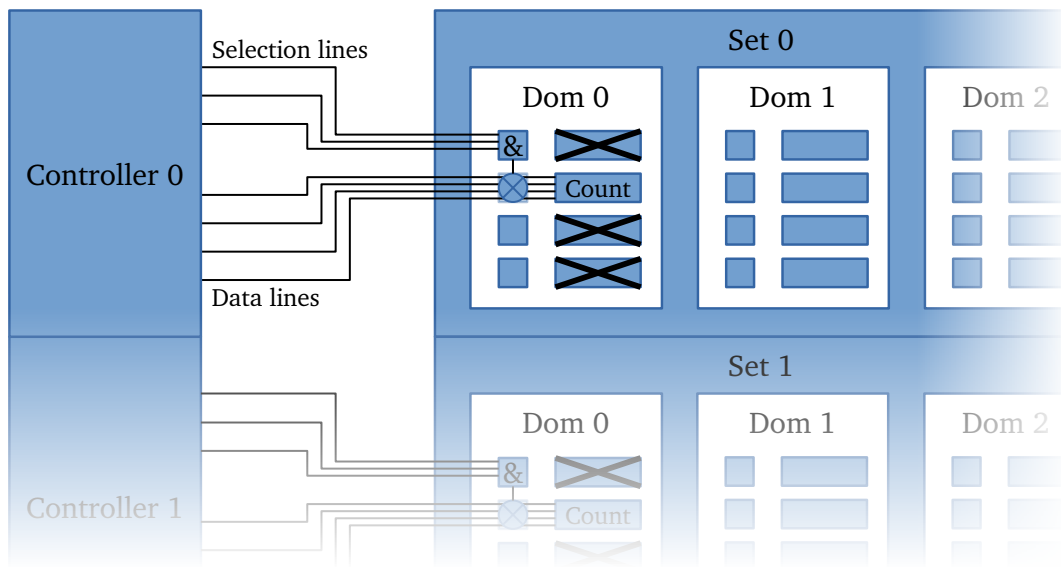 Selection lines
Set 0
Dom 0
Dom 1
Dom 2
&
Controller 0
Count
Data lines
Set 1
Dom 0
Dom 1
Dom 2
&
Controller 1
Count